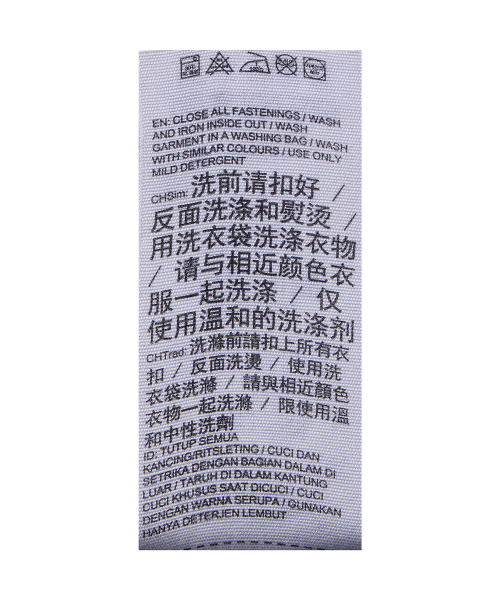 EN: CLOSE ALL FASTENINGS / WASH
AND IRON INSIDE OUT / WASH
GARMENT IN A WASHING BAG / WASH
WITH SIMILAR COLOURS / USE ONLY
MILD DETERGENT
CHSim: 洗前请扣好 /
反面洗涤和熨烫 /
用洗衣袋洗涤衣物
/ 请与相近颜色衣
服一起洗涤 / 仅
使用温和的洗涤剂
CHTrad: 洗滌前請扣上所有衣
扣 / 反面洗燙 / 使用洗
衣袋洗滌 / 請與相近顏色
衣物一起洗滌 / 限使用溫
和中性洗劑
ID: TUTUP SEMUA
KANCING/RITSLETING / CUCI DAN
SETRIKA DENGAN BAGIAN DALAM DI
LUAR / TARUH DI DALAM KANTUNG
CUCI KHUSUS SAAT DICUCI / CUCI
DENGAN WARNA SERUPA / GUNAKAN
HANYA DETERJEN LEMBUT